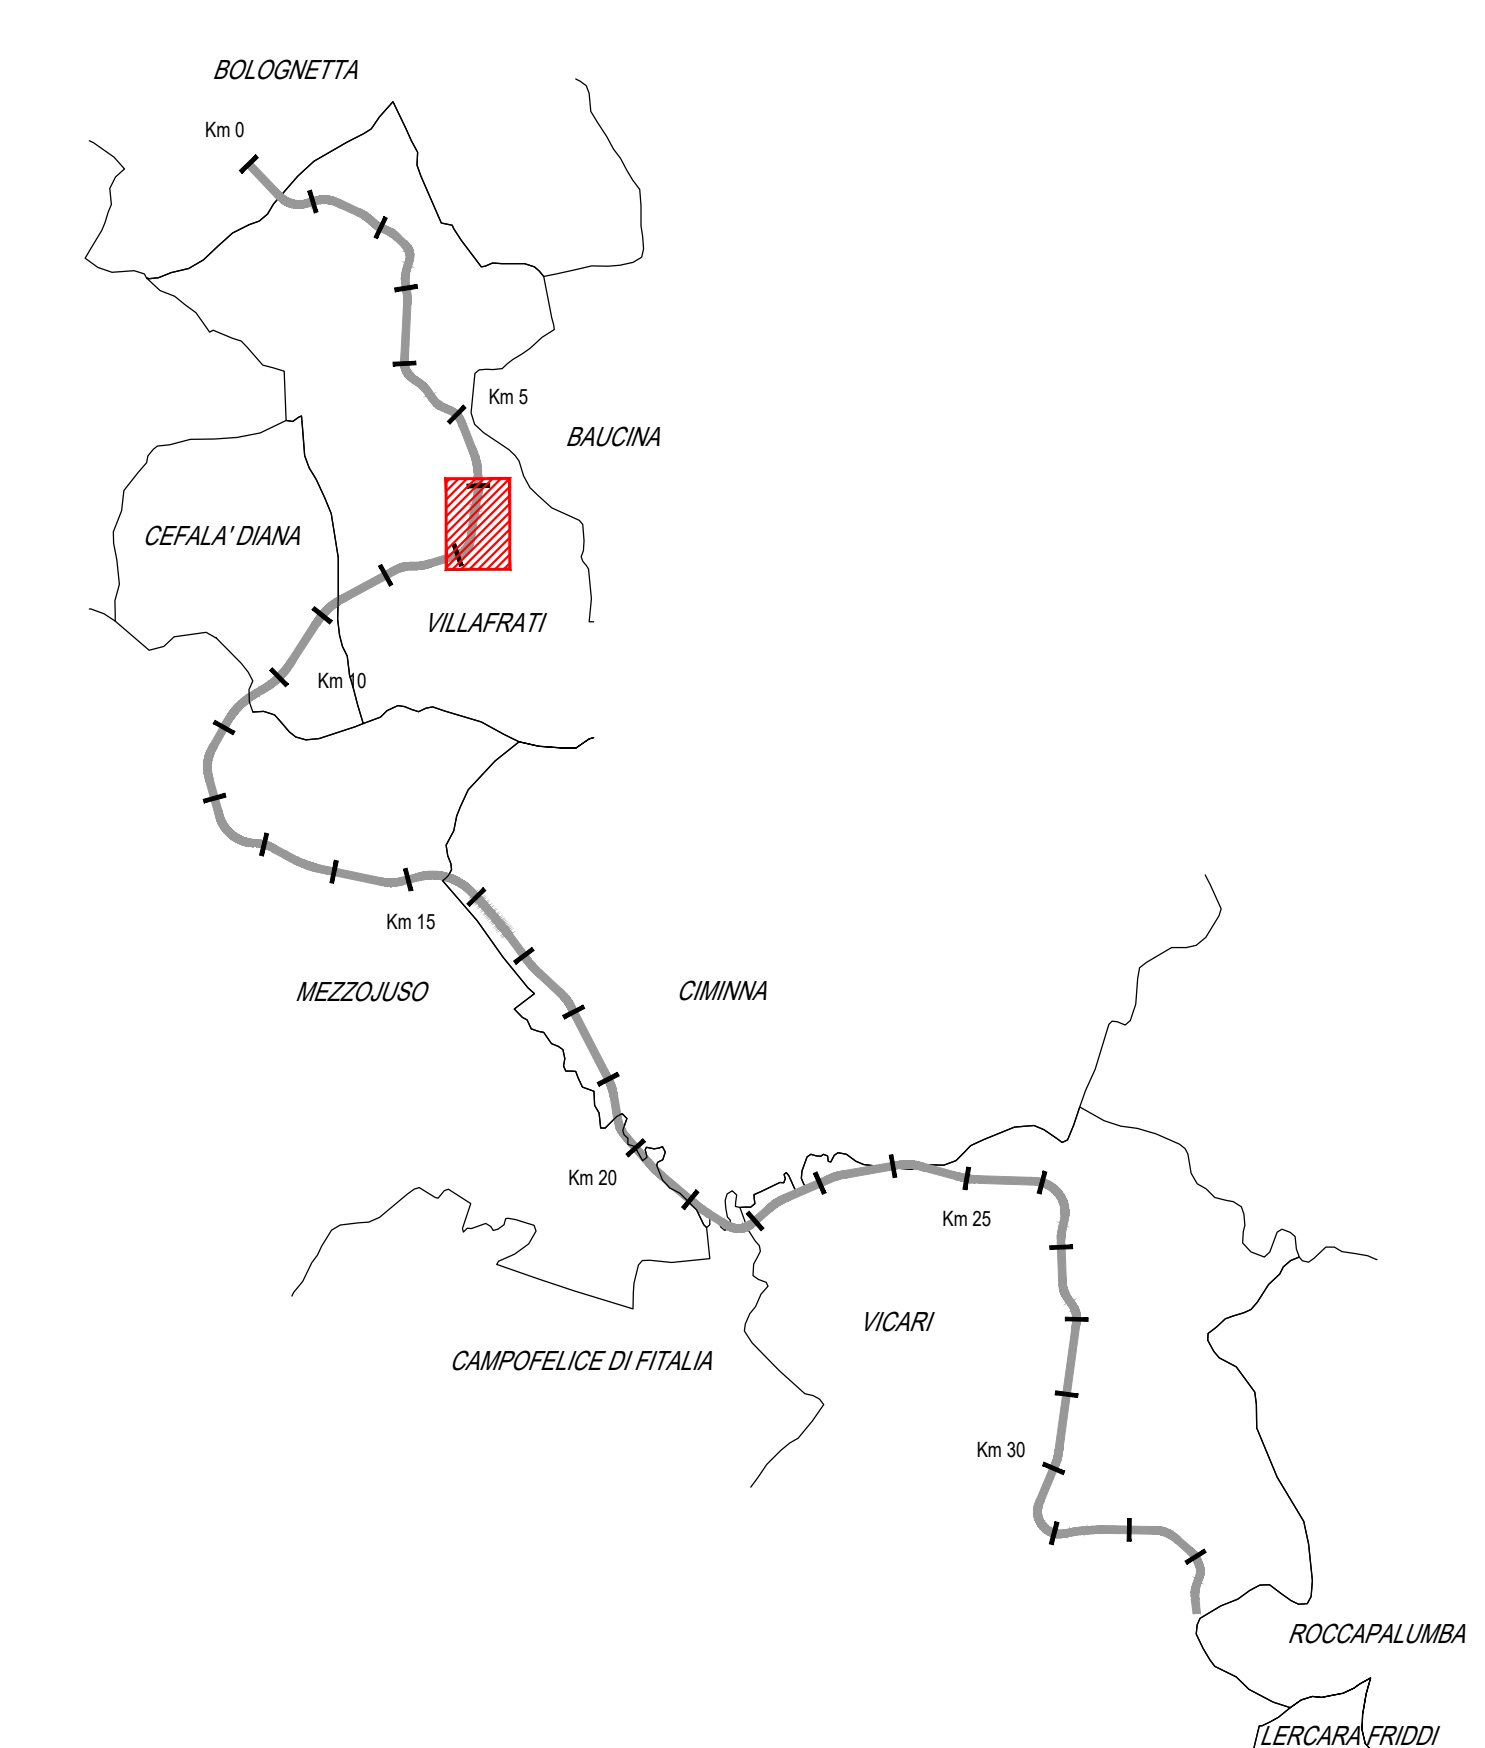 BOLOGNETTA
Km 0
Km 5
BAUCINA
CEFALA' DIANA
VILLAFRATI
Km 10
Km 15
MEZZOJUSO
CIMINNA
Km 20
Km 25
VICARI
CAMPOFELICE DI FITALIA
Km 30
ROCCAPALUMBA
LERCARA FRIDDI